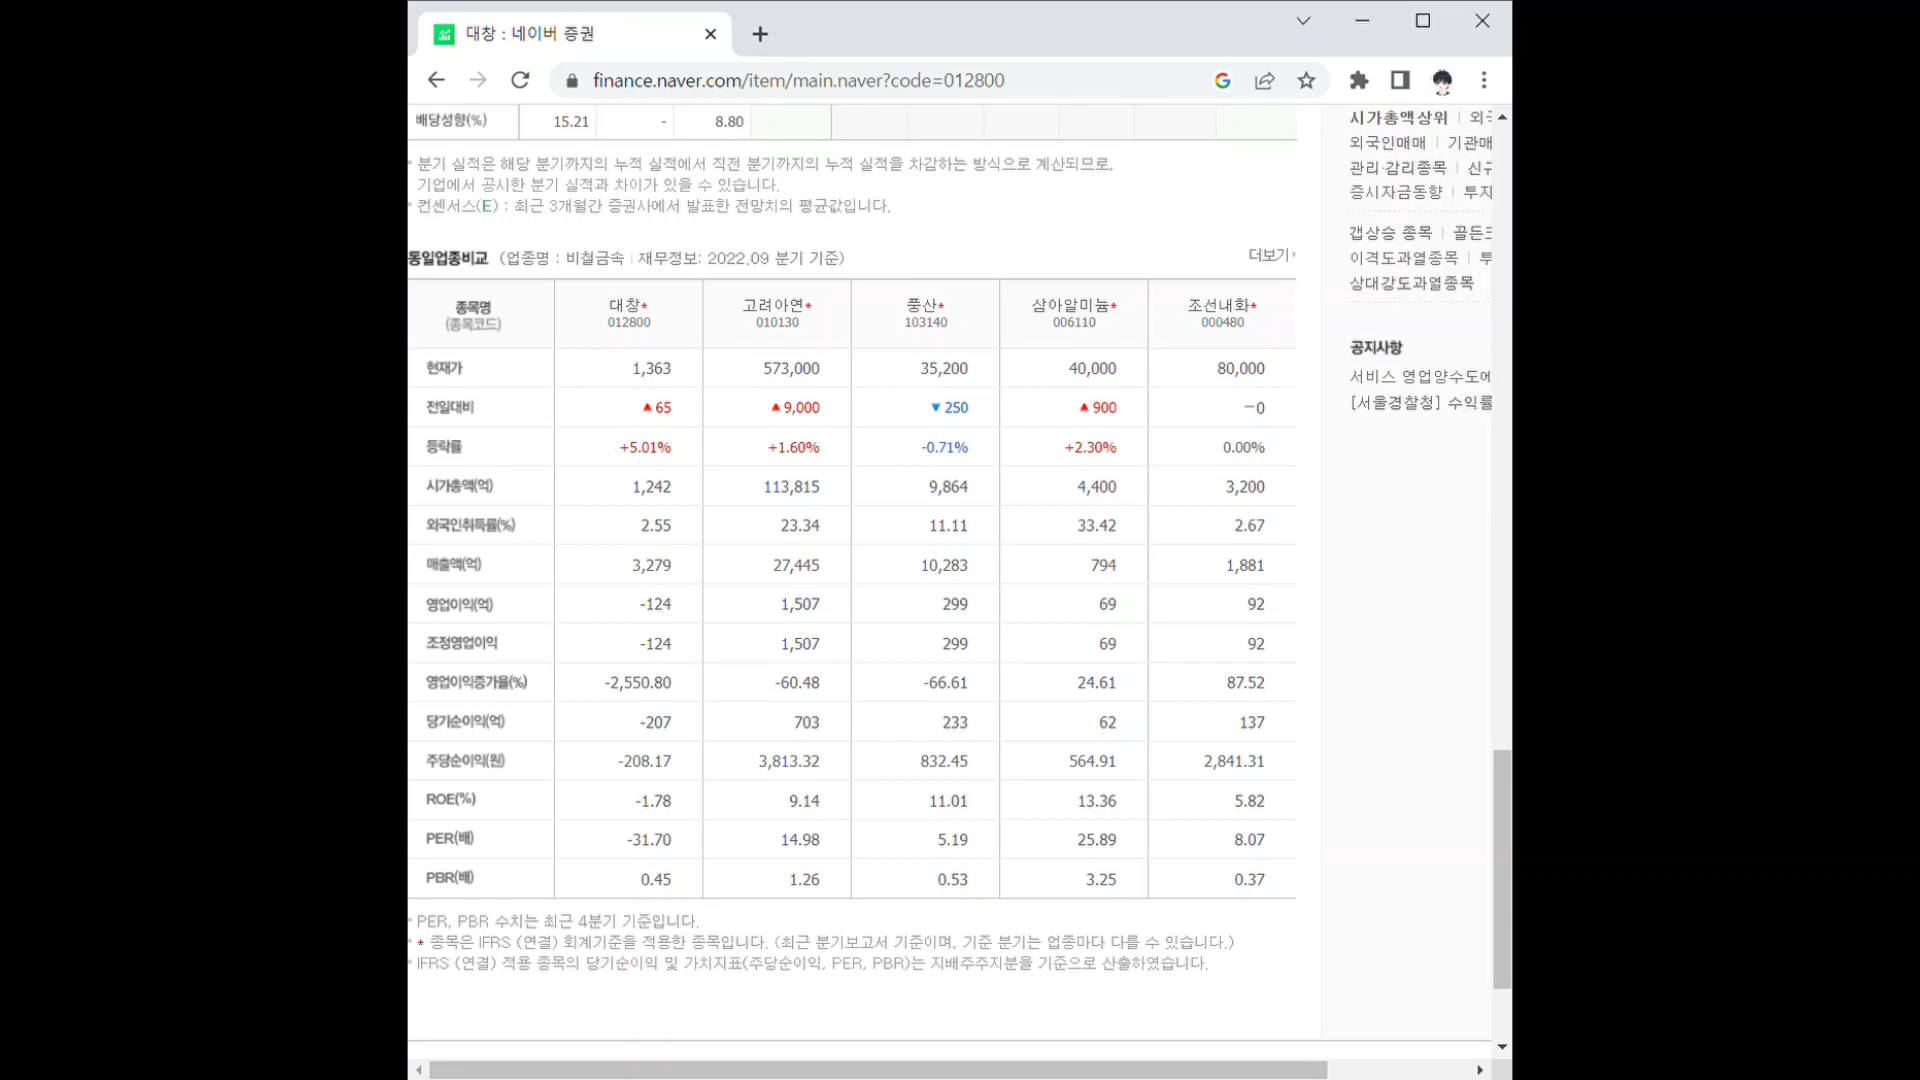 대창 : 네이버 증권
finance.naver.com/item/main.naver?code=012800
배당성향(%) 15.21 - 8.80
분기 실적은 해당 분기까지의 누적 실적에서 직전 분기까지의 누적 실적을 차감하는 방식으로 계산되므로,
기업에서 공시한 분기 실적과 차이가 있을 수 있습니다.
컨센서스(E) : 최근 3개월간 증권사에서 발표한 전망치의 평균값입니다.
동일업종비교 (업종명 : 비철금속 | 재무정보: 2022.09 분기 기준) 더보기
종목명 대창* 고려아연* 풍산* 삼아알미늄* 조선내화*
(종목코드) 012800 010130 103140 006110 000480
현재가 1,363 573,000 35,200 40,000 80,000
전일대비 ▲65 ▲9,000 ▼250 ▲900 -0
등락률 +5.01% +1.60% -0.71% +2.30% 0.00%
시가총액(억) 1,242 113,815 9,864 4,400 3,200
외국인취득률(%) 2.55 23.34 11.11 33.42 2.67
매출액(억) 3,279 27,445 10,283 794 1,881
영업이익(억) -124 1,507 299 69 92
조정영업이익 -124 1,507 299 69 92
영업이익증가율(%) -2,550.80 -60.48 -66.61 24.61 87.52
당기순이익(억) -207 703 233 62 137
주당순이익(원) -208.17 3,813.32 832.45 564.91 2,841.31
ROE(%) -1.78 9.14 11.01 13.36 5.82
PER(배) -31.70 14.98 5.19 25.89 8.07
PBR(배) 0.45 1.26 0.53 3.25 0.37
PER, PBR 수치는 최근 4분기 기준입니다.
* 종목은 IFRS (연결) 회계기준을 적용한 종목입니다. (최근 분기보고서 기준이며, 기준 분기는 업종마다 다를 수 있습니다.)
IFRS (연결) 적용 종목의 당기순이익 및 가치지표(주당순이익, PER, PBR)는 지배주주지분을 기준으로 산출하였습니다.
시가총액상위 | 외
외국인매매 | 기관매
관리·감리종목 | 신규
증시자금동향 | 투자
갭상승 종목 | 골든
이격도과열종목 | 투
상대강도과열종목
공지사항
서비스 영업양수도에
[서울경찰청] 수익률